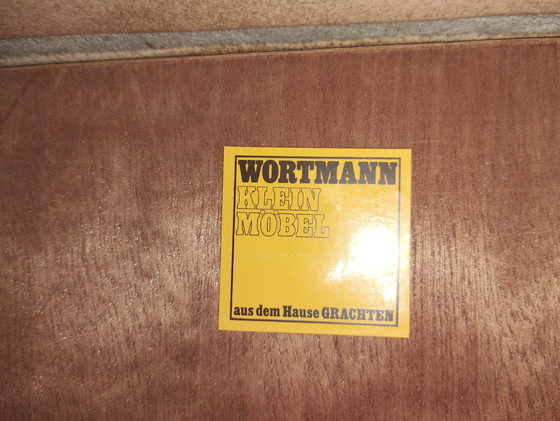 WORTMANN
KLEIN
MÖBEL
aus dem Hause GRACHTEN